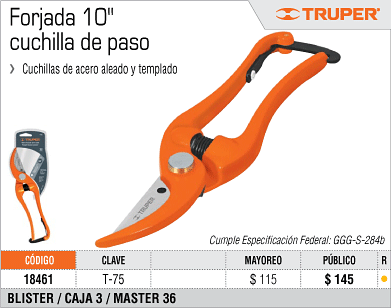 Forjada 10"
cuchilla de paso
TRUPER®
› Cuchillas de acero aleado y templado
TRUPER
Cumple Especificación Federal: GGG-S-284b
CÓDIGO CLAVE MAYOREO PÚBLICO R
18461 T-75 $ 115 $ 145
BLISTER / CAJA 3 / MASTER 36